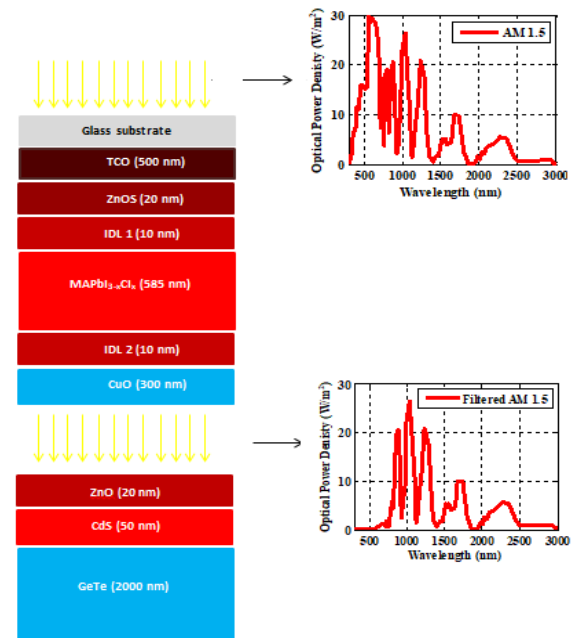 AM 1.5
Optical Power Denisty (W/m²)
30
20
10
0
500 1000 1500 2000 2500 3000
Wavelength (nm)
Glass substrate
TCO (500 nm)
ZnOS (20 nm)
IDL 1 (10 nm)
MAPbI₃₋ₓCIₓ (585 nm)
IDL 2 (10 nm)
CuO (300 nm)
Filtered AM 1.5
Optical Power Denisty (W/m²)
30
20
10
0
500 1000 1500 2000 2500 3000
Wavelength (nm)
ZnO (20 nm)
CdS (50 nm)
GeTe (2000 nm)